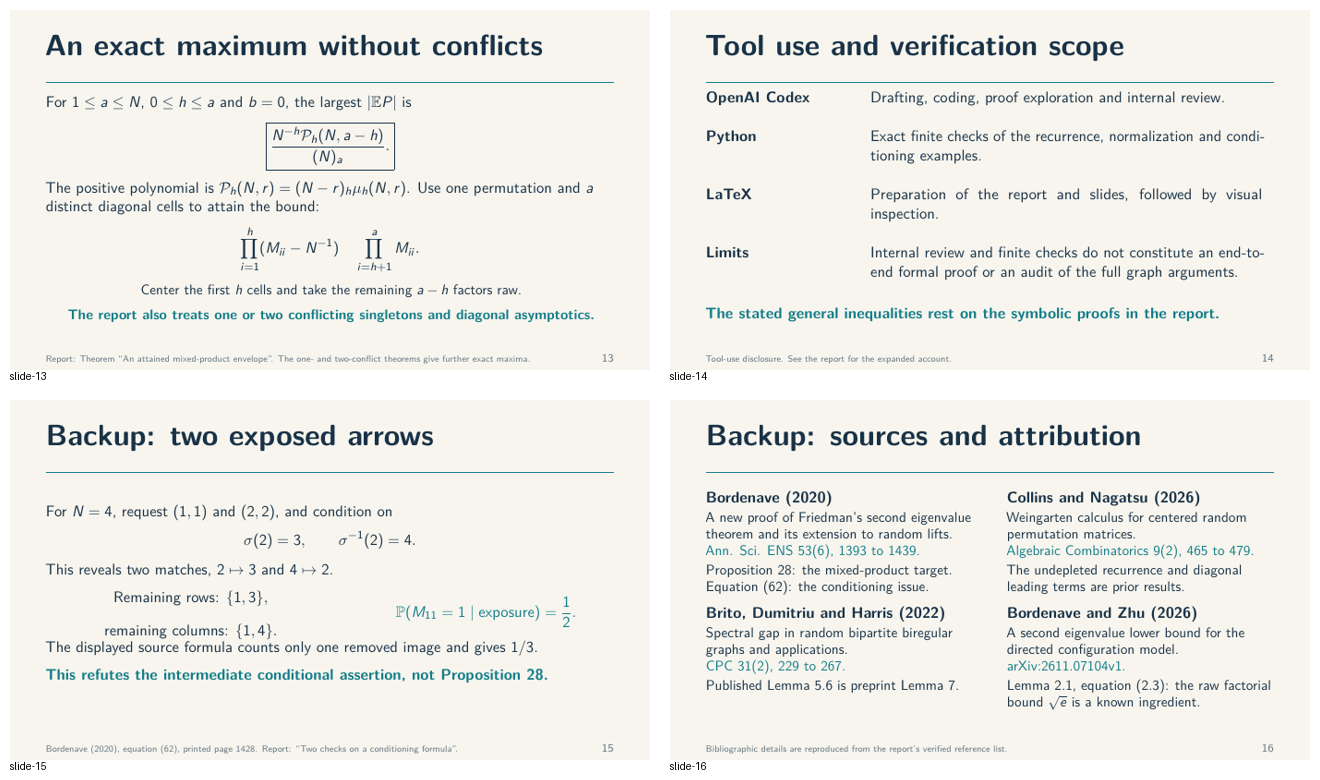 An exact maximum without conflicts
For 1 ≤ a ≤ N, 0 ≤ h ≤ a and b = 0, the largest |𝔼P| is
N⁻ʰ𝒫ₕ(N, a − h) / (N)ₐ .
The positive polynomial is 𝒫ₕ(N, r) = (N − r)ₕμₕ(N, r). Use one permutation and a
distinct diagonal cells to attain the bound:
∏_{i=1}^{h} (M_{ii} − N⁻¹) ∏_{i=h+1}^{a} M_{ii}.
Center the first h cells and take the remaining a − h factors raw.
The report also treats one or two conflicting singletons and diagonal asymptotics.
Report: Theorem “An attained mixed-product envelope”. The one- and two-conflict theorems give further exact maxima.
13
slide-13
Tool use and verification scope
OpenAI Codex Drafting, coding, proof exploration and internal review.
Python Exact finite checks of the recurrence, normalization and condi-
tioning examples.
LaTeX Preparation of the report and slides, followed by visual
inspection.
Limits Internal review and finite checks do not constitute an end-to-
end formal proof or an audit of the full graph arguments.
The stated general inequalities rest on the symbolic proofs in the report.
Tool-use disclosure. See the report for the expanded account.
14
slide-14
Backup: two exposed arrows
For N = 4, request (1, 1) and (2, 2), and condition on
σ(2) = 3, σ⁻¹(2) = 4.
This reveals two matches, 2 ↦ 3 and 4 ↦ 2.
Remaining rows: {1, 3},
remaining columns: {1, 4}.
ℙ(M₁₁ = 1 | exposure) = 1/2.
The displayed source formula counts only one removed image and gives 1/3.
This refutes the intermediate conditional assertion, not Proposition 28.
Bordenave (2020), equation (62), printed page 1428. Report: “Two checks on a conditioning formula”.
15
slide-15
Backup: sources and attribution
Bordenave (2020)
A new proof of Friedman’s second eigenvalue
theorem and its extension to random lifts.
Ann. Sci. ENS 53(6), 1393 to 1439.
Proposition 28: the mixed-product target.
Equation (62): the conditioning issue.
Brito, Dumitriu and Harris (2022)
Spectral gap in random bipartite biregular
graphs and applications.
CPC 31(2), 229 to 267.
Published Lemma 5.6 is preprint Lemma 7.
Collins and Nagatsu (2026)
Weingarten calculus for centered random
permutation matrices.
Algebraic Combinatorics 9(2), 465 to 479.
The undepleted recurrence and diagonal
leading terms are prior results.
Bordenave and Zhu (2026)
A second eigenvalue lower bound for the
directed configuration model.
arXiv:2611.07104v1.
Lemma 2.1, equation (2.3): the raw factorial
bound √e is a known ingredient.
Bibliographic details are reproduced from the report’s verified reference list.
16
slide-16